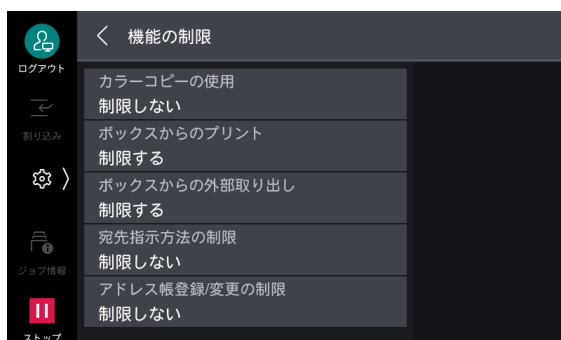 機能の制限
ログアウト
カラーコピーの使用
制限しない
割り込み
ボックスからのプリント
制限する
ボックスからの外部取り出し
制限する
宛先指示方法の制限
制限しない
ジョブ情報
アドレス帳登録/変更の制限
制限しない
ストップ